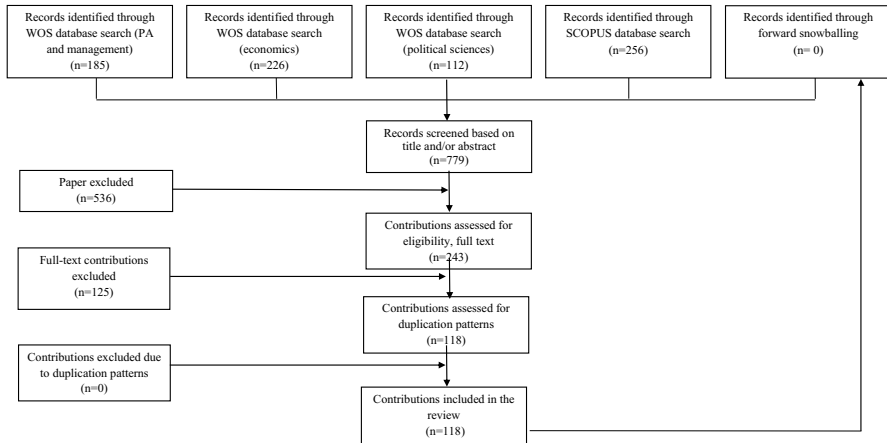 Records identified through
WOS database search (PA
and management)
(n=185)
Records identified through
WOS database search
(economics)
(n=226)
Records identified through
WOS database search
(political sciences)
(n=112)
Records identified through
SCOPUS database search
(n=256)
Records identified through
forward snowballing
(n= 0)
Records screened based on
title and/or abstract
(n=779)
Paper excluded
(n=536)
Contributions assessed for
eligibility, full text
(n=243)
Full-text contributions
excluded
(n=125)
Contributions assessed for
duplication patterns
(n=118)
Contributions excluded due
to duplication patterns
(n=0)
Contributions included in the
review
(n=118)